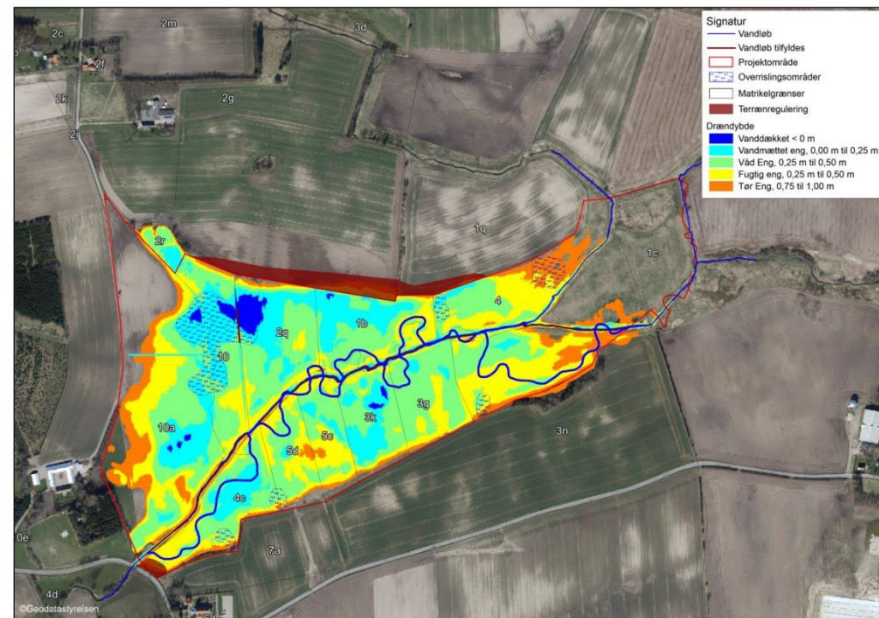 2c
2m
3d
2f
2k
2g
2i
1q
1c
2r
4
10
2q
1b
10a
3k
3g
5c
5d
3n
4c
0e
7a
4d
©Geodatastyrelsen
Signatur
Vandløb
Vandløb tilfyldes
Projektområde
Overrislingsområder
Matrikelgrænser
Terrænregulering
Drændybde
Vanddækket < 0 m
Vandmættet eng, 0,00 m til 0,25 m
Våd Eng, 0,25 m til 0,50 m
Fugtig eng, 0,25 m til 0,50 m
Tør Eng, 0,75 til 1,00 m